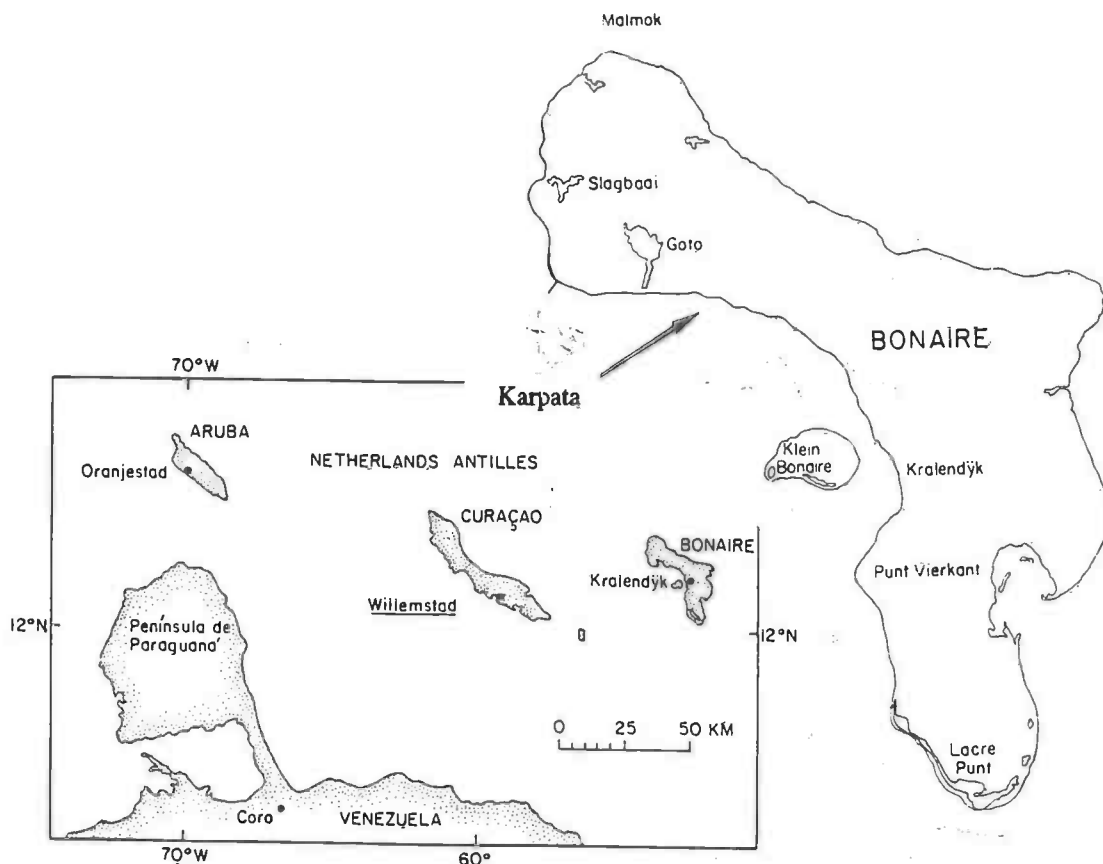 Malmok
Slagbaai
Goto
BONAIRE
Karpata
Klein
Bonaire
Kralendÿk
Punt Vierkant
Lacre
Punt
70°W
ARUBA
Oranjestad
NETHERLANDS ANTILLES
CURAÇAO
BONAIRE
Kralendÿk
Willemstad
12°N
12°N
Península de
Paraguaná
0 25 50 KM
Coro
VENEZUELA
70°W
60°